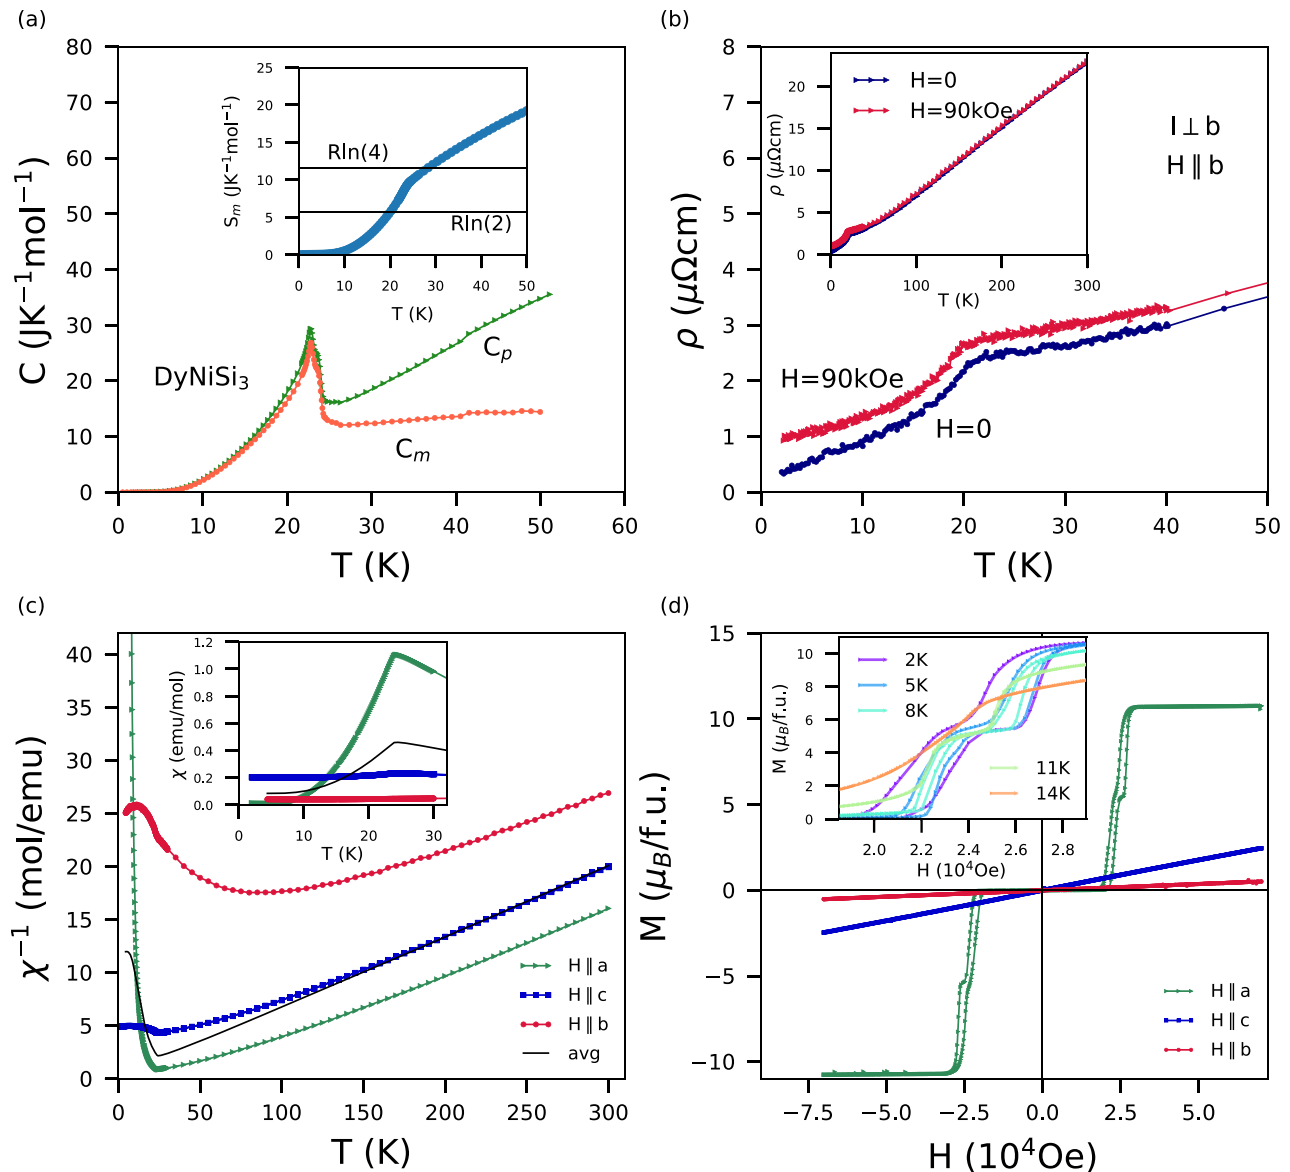 (a)
80
70
60
50
40
30
20
10
0
C (JK⁻¹mol⁻¹)
0 10 20 30 40 50 60
T (K)
DyNiSi₃
Cₚ
Cₘ
25
20
15
10
5
0
Sₘ (JK⁻¹mol⁻¹)
Rln(4)
Rln(2)
0 10 20 30 40 50
T (K)
(b)
8
7
6
5
4
3
2
1
0
ρ (μΩcm)
0 10 20 30 40 50
T (K)
I ⊥ b
H ∥ b
H=90kOe
H=0
20
15
10
5
0
ρ (μΩcm)
H=0
H=90kOe
0 100 200 300
T (K)
(c)
40
35
30
25
20
15
10
5
0
χ⁻¹ (mol/emu)
0 50 100 150 200 250 300
T (K)
H ∥ a
H ∥ c
H ∥ b
avg
1.2
1.0
0.8
0.6
0.4
0.2
0.0
χ (emu/mol)
0 10 20 30
T (K)
(d)
15
10
5
0
−5
−10
M (μB/f.u.)
−7.5 −5.0 −2.5 0.0 2.5 5.0
H (10⁴Oe)
H ∥ a
H ∥ c
H ∥ b
10
8
6
4
2
0
M (μB/f.u.)
2K
5K
8K
11K
14K
2.0 2.2 2.4 2.6 2.8
H (10⁴Oe)